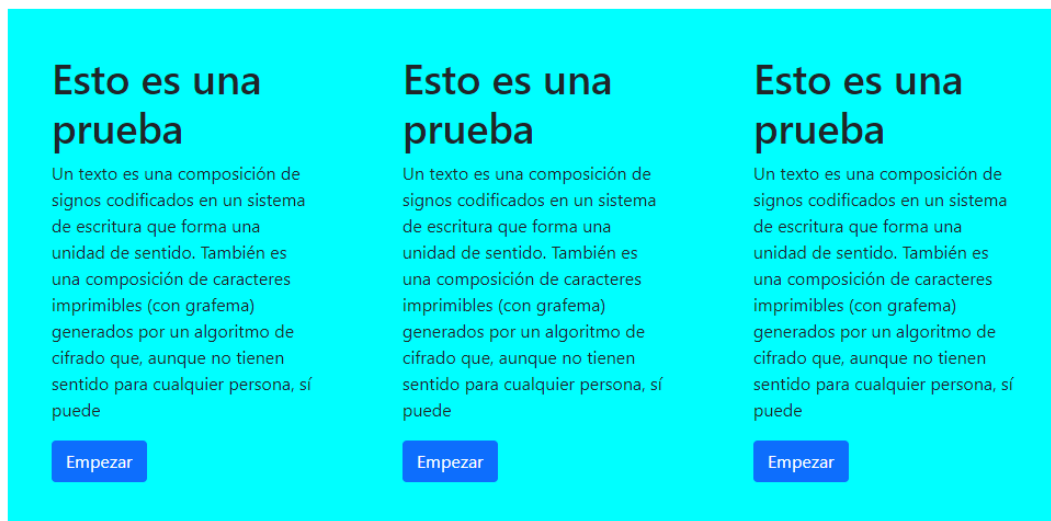 Esto es una
prueba
Un texto es una composición de
signos codificados en un sistema
de escritura que forma una
unidad de sentido. También es
una composición de caracteres
imprimibles (con grafema)
generados por un algoritmo de
cifrado que, aunque no tienen
sentido para cualquier persona, sí
puede
Empezar
Esto es una
prueba
Un texto es una composición de
signos codificados en un sistema
de escritura que forma una
unidad de sentido. También es
una composición de caracteres
imprimibles (con grafema)
generados por un algoritmo de
cifrado que, aunque no tienen
sentido para cualquier persona, sí
puede
Empezar
Esto es una
prueba
Un texto es una composición de
signos codificados en un sistema
de escritura que forma una
unidad de sentido. También es
una composición de caracteres
imprimibles (con grafema)
generados por un algoritmo de
cifrado que, aunque no tienen
sentido para cualquier persona, sí
puede
Empezar